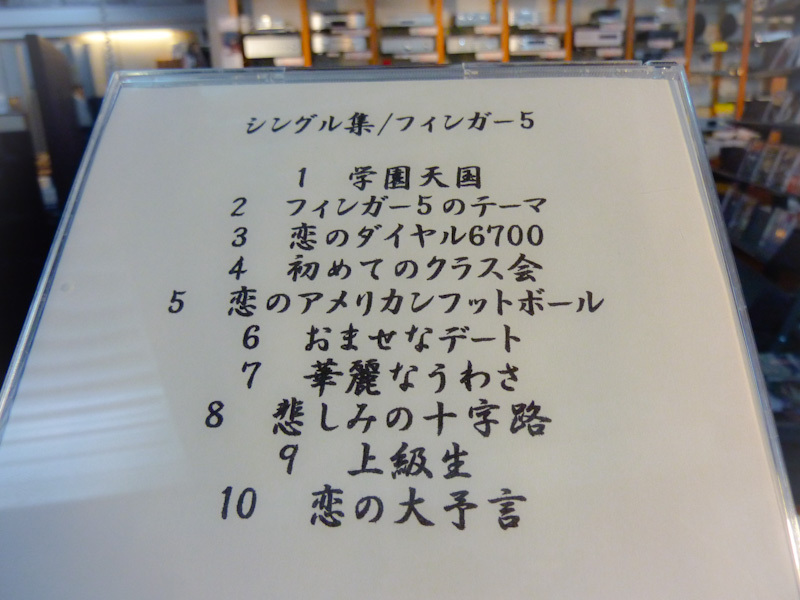 シングル集/フィンガー5
1 学園天国
2 フィンガー5のテーマ
3 恋のダイヤル6700
4 初めてのクラス会
5 恋のアメリカンフットボール
6 おませなデート
7 華麗なうわさ
8 悲しみの十字路
9 上級生
10 恋の大予言